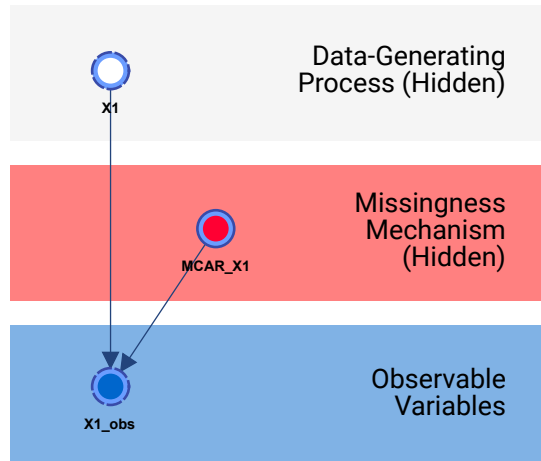 Data-Generating
Process (Hidden)
X1
Missingness
Mechanism
(Hidden)
MCAR_X1
Observable
Variables
X1_obs